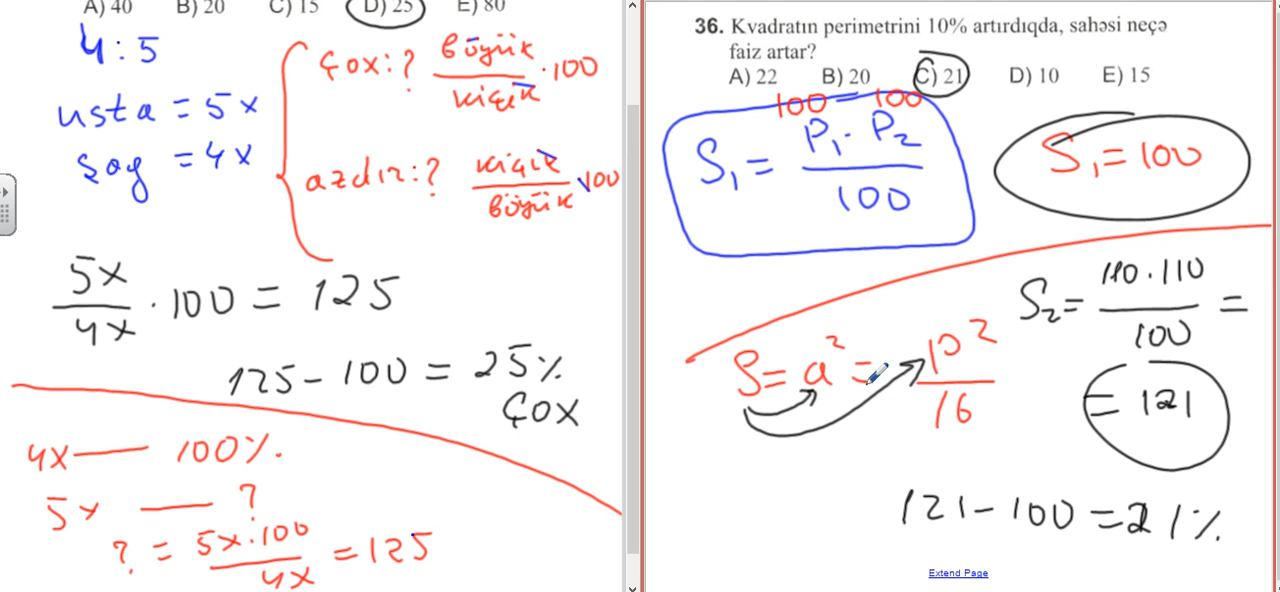 A) 40 B) 20 C) 15 D) 25 E) 80
4 : 5
usta = 5x
şag = 4x
çox : ? böyük / kiçik · 100
azdır : ? kiçik / böyük · 100
5x / 4x · 100 = 125
125 - 100 = 25%
çox
4x — 100%.
5x — ?
? = 5x · 100 / 4x = 125
36. Kvadratın perimetrini 10% artırdıqda, sahəsi neçə
faiz artar?
A) 22 B) 20 C) 21 D) 10 E) 15
100 = 100
S₁ = P₁ · P₂ / 100
S₁ = 100
S₂ = 110 · 110 / 100 =
= 121
S = a² = P² / 16
121 - 100 = 21%
Extend Page